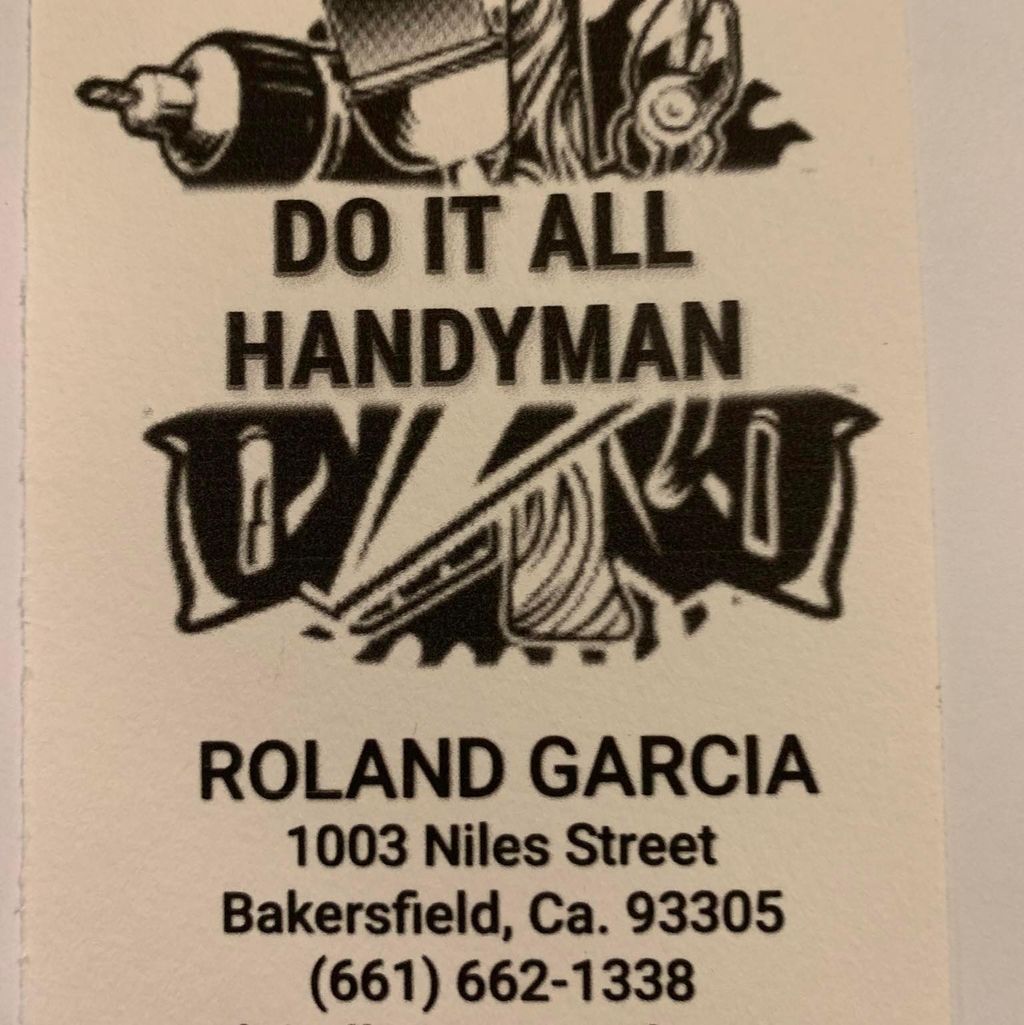 DO IT ALL
HANDYMAN
ROLAND GARCIA
1003 Niles Street
Bakersfield, Ca. 93305
(661) 662-1338